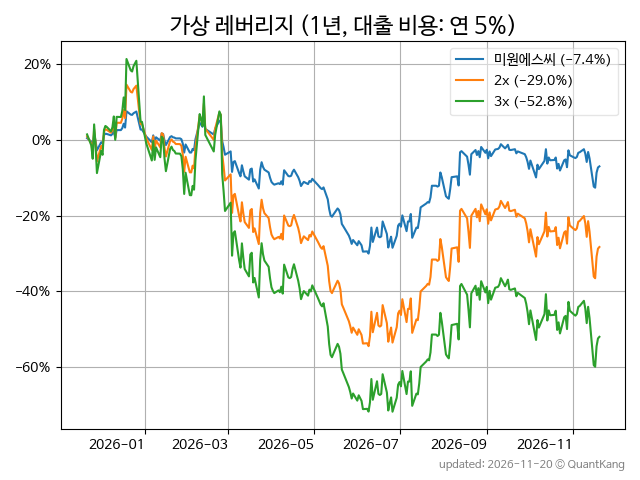 가상 레버리지 (1년, 대출 비용: 연 5%)
미원에스씨 (−7.4%)
2x (−29.0%)
3x (−52.8%)
20%
0%
−20%
−40%
−60%
2026−01 2026−03 2026−05 2026−07 2026−09 2026−11
updated: 2026-11-20 © QuantKang